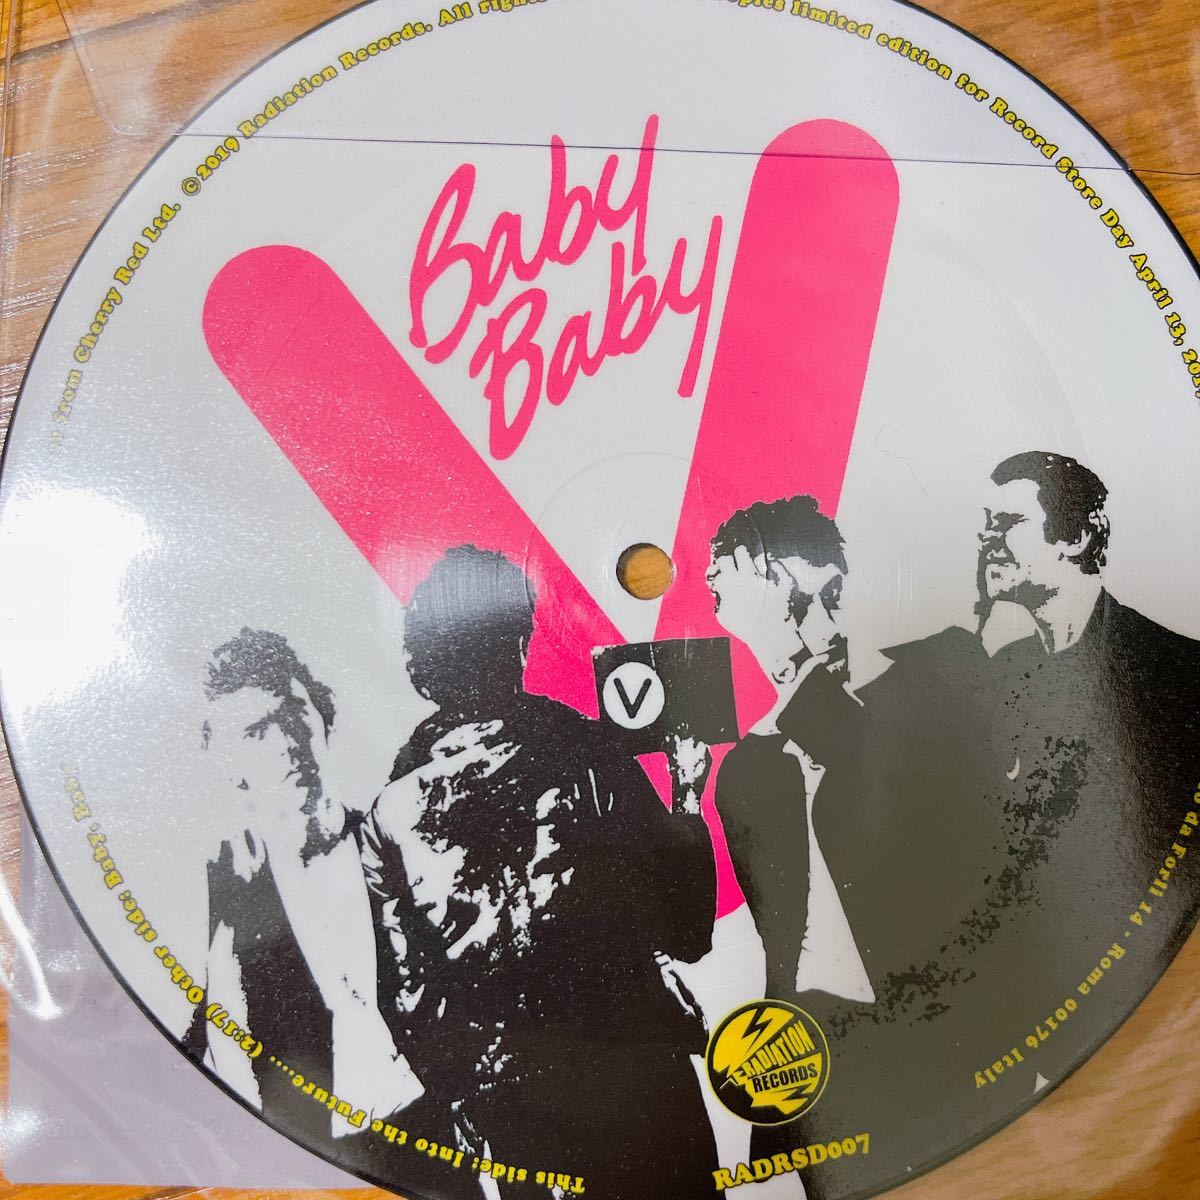 Baby
Baby
V
from Cherry Red Ltd. ©2019 Radiation Records. All limited edition for Record Store Day April 13,
da Forlì 14 - Roma 00176 Italy
This side: Into the Future... (2:17) Other side: Baby, Baby
RADIATION
RECORDS
RADRSD007